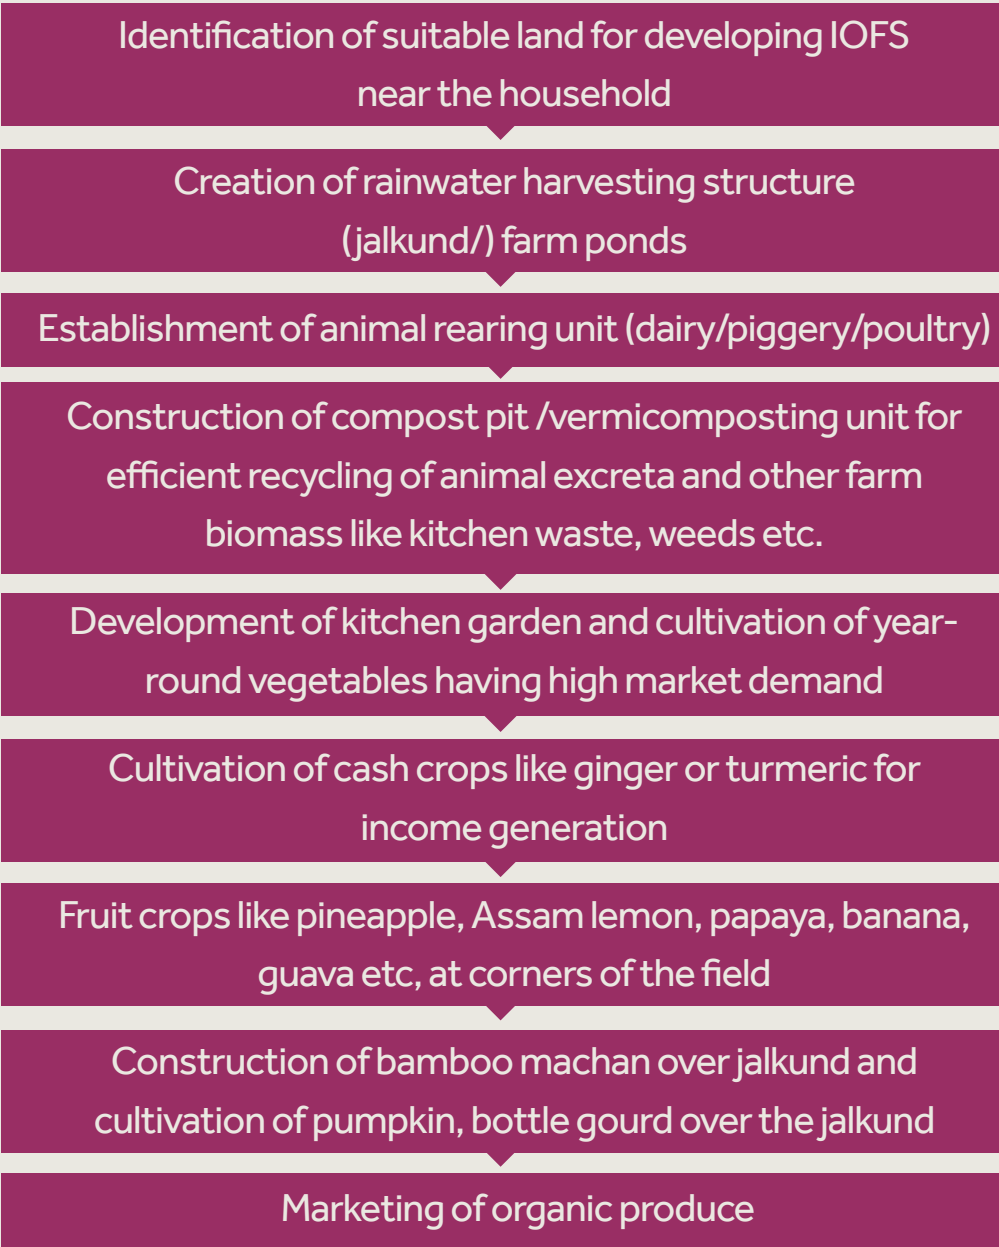 Identification of suitable land for developing IOFS
near the household
Creation of rainwater harvesting structure
(jalkund/) farm ponds
Establishment of animal rearing unit (dairy/piggery/poultry)
Construction of compost pit /vermicomposting unit for
efficient recycling of animal excreta and other farm
biomass like kitchen waste, weeds etc.
Development of kitchen garden and cultivation of year-
round vegetables having high market demand
Cultivation of cash crops like ginger or turmeric for
income generation
Fruit crops like pineapple, Assam lemon, papaya, banana,
guava etc, at corners of the field
Construction of bamboo machan over jalkund and
cultivation of pumpkin, bottle gourd over the jalkund
Marketing of organic produce